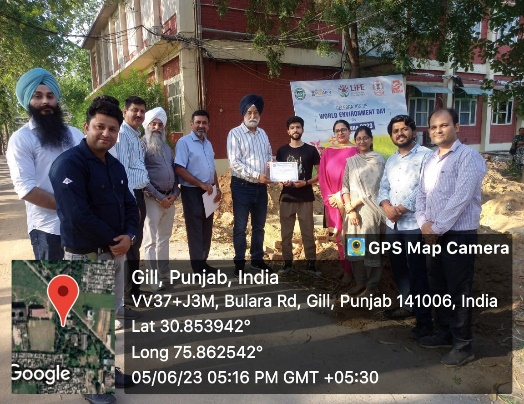 LiFE
WORLD ENVIRONMENT DAY
GPS Map Camera
Gill, Punjab, India
VV37+J3M, Bulara Rd, Gill, Punjab 141006, India
Lat 30.853942°
Long 75.862542°
05/06/23 05:16 PM GMT +05:30
Google